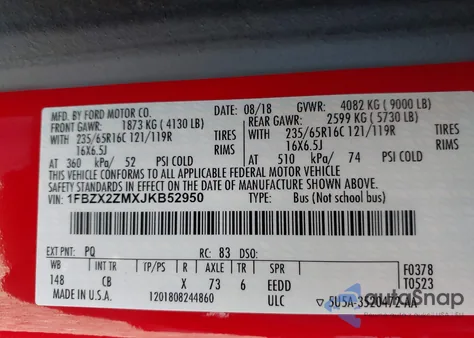 MFD. BY FORD MOTOR CO. DATE: 08/18 GVWR: 4082 KG ( 9000 LB)
FRONT GAWR: 1873 KG ( 4130 LB) REAR GAWR: 2599 KG ( 5730 LB)
WITH WITH
235/65R16C 121/119R TIRES 235/65R16C 121/119R TIRES
16X6.5J RIMS 16X6.5J RIMS
AT 360 kPa/ 52 PSI COLD AT 510 kPa/ 74 PSI COLD
THIS VEHICLE CONFORMS TO ALL APPLICABLE FEDERAL MOTOR VEHICLE
SAFETY STANDARDS IN EFFECT ON THE DATE OF MANUFACTURE SHOWN ABOVE.
VIN: 1FBZX2ZMXJKB52950 TYPE: Bus (Not school bus)
EXT PNT: PQ RC: 83 DSO:
WB INT TR TP/PS R AXLE TR SPR F0378
148 CB X 73 6 EEDD T0523
MADE IN U.S.A. 1201808244860 ULC 5U5A-3520472-AA
AutoSnap